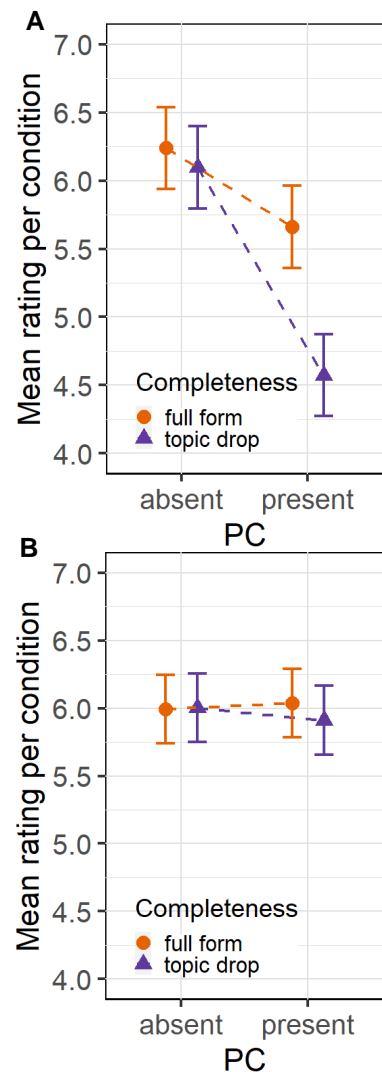 A
Mean rating per condition
7.0
6.5
6.0
5.5
5.0
4.5
4.0
Completeness
full form
topic drop
absent present
PC
B
Mean rating per condition
7.0
6.5
6.0
5.5
5.0
4.5
4.0
Completeness
full form
topic drop
absent present
PC